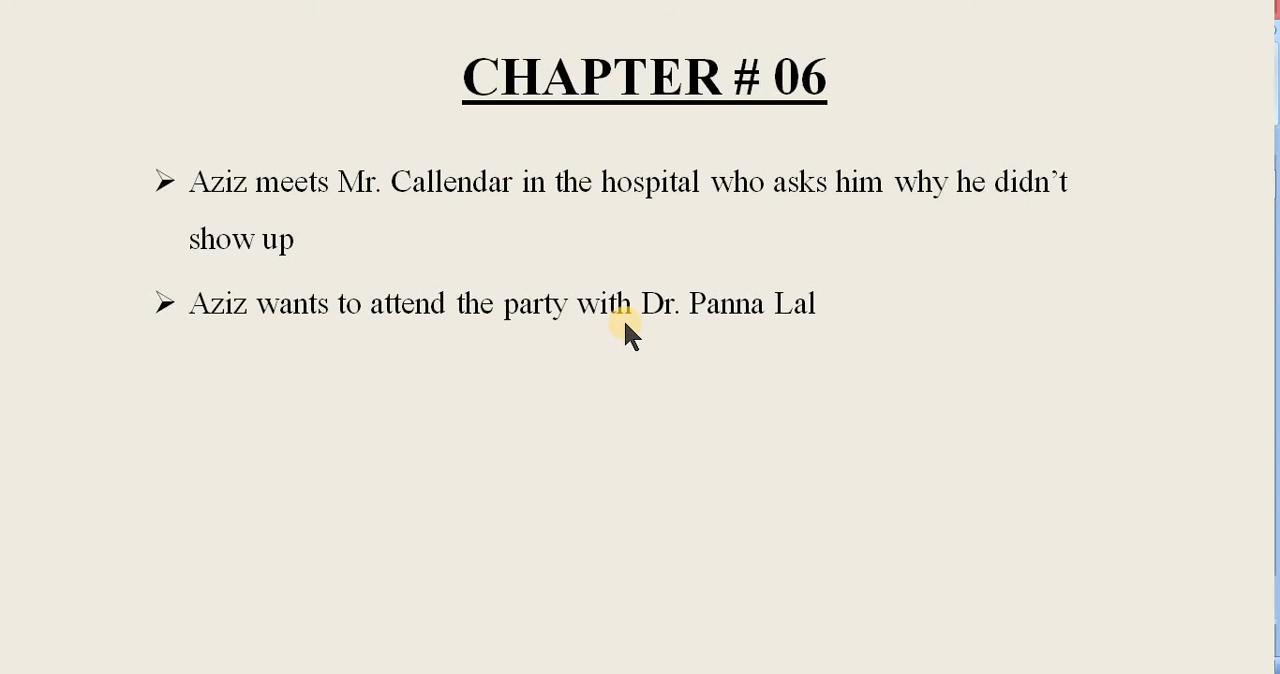 CHAPTER # 06
➢ Aziz meets Mr. Callendar in the hospital who asks him why he didn’t
show up
➢ Aziz wants to attend the party with Dr. Panna Lal